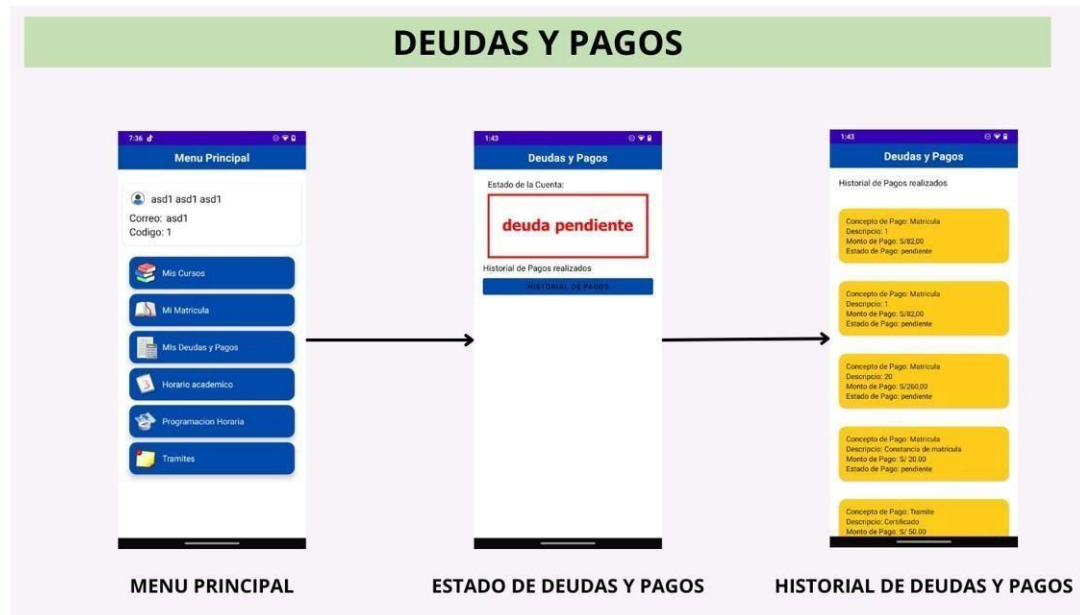 DEUDAS Y PAGOS
7:36
Menu Principal
asd1 asd1 asd1
Correo: asd1
Codigo: 1
Mis Cursos
Mi Matricula
MIs Deudas y Pagos
3
Horario academico
Programacion Horaria
Tramites
MENU PRINCIPAL
1:43
Deudas y Pagos
Estado de la Cuenta:
deuda pendiente
Historial de Pagos realizados
HISTORIAL DE PAGOS
ESTADO DE DEUDAS Y PAGOS
1:43
Deudas y Pagos
Historial de Pagos realizados
Concepto de Pago: Matricula
Descripcio: 1
Monto de Pago: S/82,00
Estado de Pago: pendiente
Concepto de Pago: Matricula
Descripcio: 1
Monto de Pago: S/82,00
Estado de Pago: pendiente
Concepto de Pago: Matricula
Descripcio: 20
Monto de Pago: S/260,00
Estado de Pago: pendiente
Concepto de Pago: Matricula
Descripcio: Constancia de matricula
Monto de Pago: S/ 20.00
Estado de Pago: pendiente
Concepto de Pago: Tramite
Descripcio: Certificado
Monto de Pago: S/ 50.00
HISTORIAL DE DEUDAS Y PAGOS